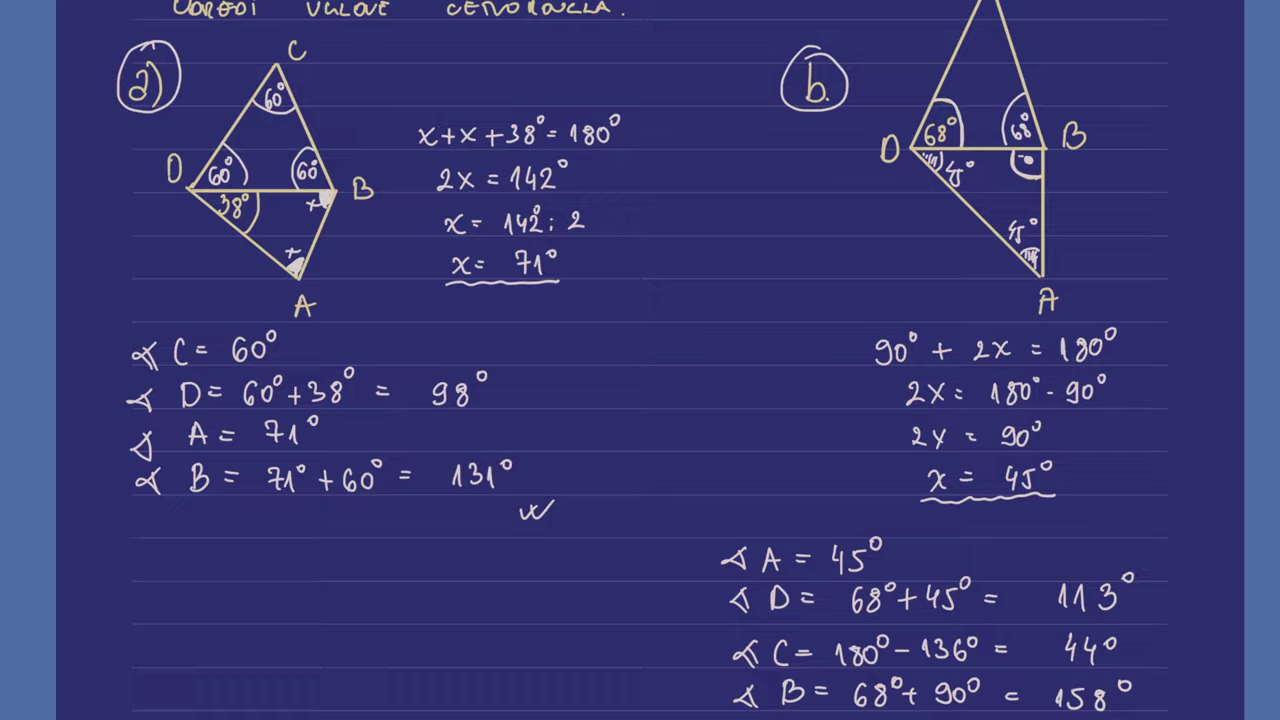 a)
C
60°
D
60°
60°
B
38°
x
x
A
x+x+38°=180°
2x=142°
x=142°:2
x=71°
∢ C=60°
∢ D=60°+38°=98°
∢ A=71°
∢ B=71°+60°=131°
b.
68°
68°
D
B
45°
45°
A
90°+2x=180°
2x=180°-90°
2x=90°
x=45°
∢ A=45°
∢ D=68°+45°=113°
∢ C=180°-136°=44°
∢ B=68°+90°=158°